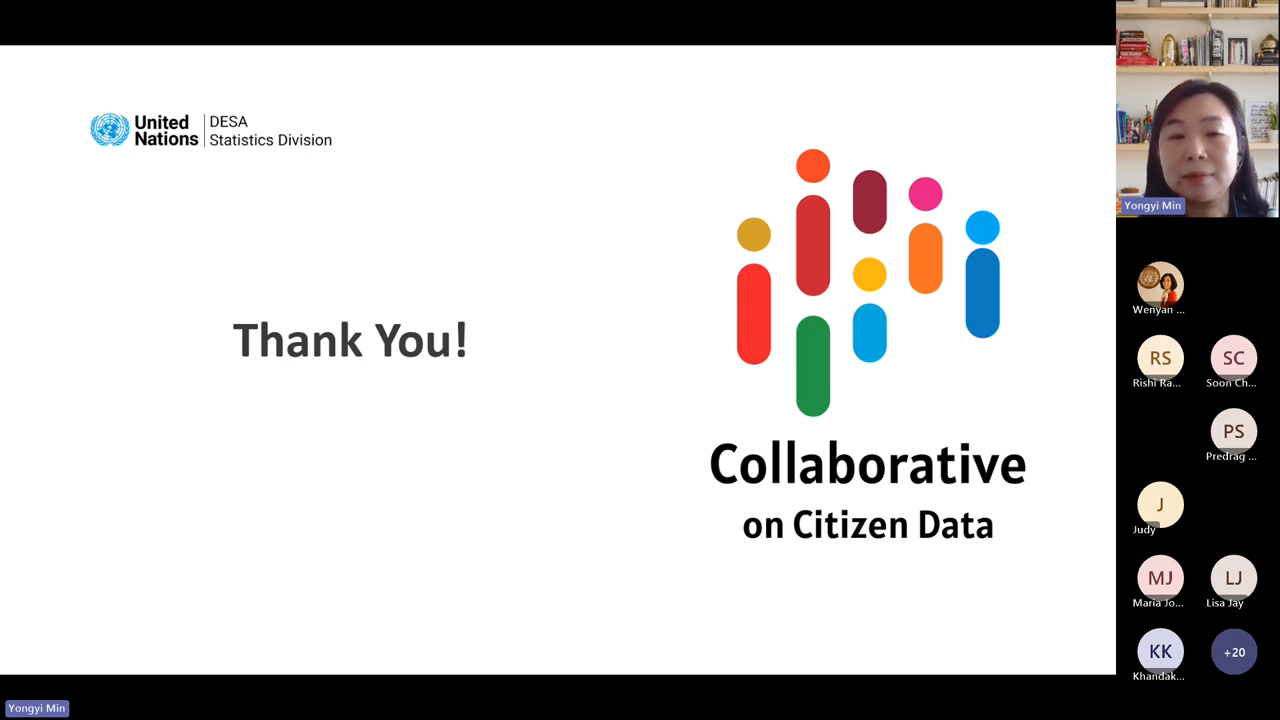 United
Nations
DESA
Statistics Division
Thank You!
Collaborative
on Citizen Data
Yongyi Min
Wenyan ...
RS
Rishi Ra...
SC
Soon Ch...
PS
Predrag ...
J
Judy
MJ
Maria Jo...
LJ
Lisa Jay
KK
Khandak...
+20
Yongyi Min